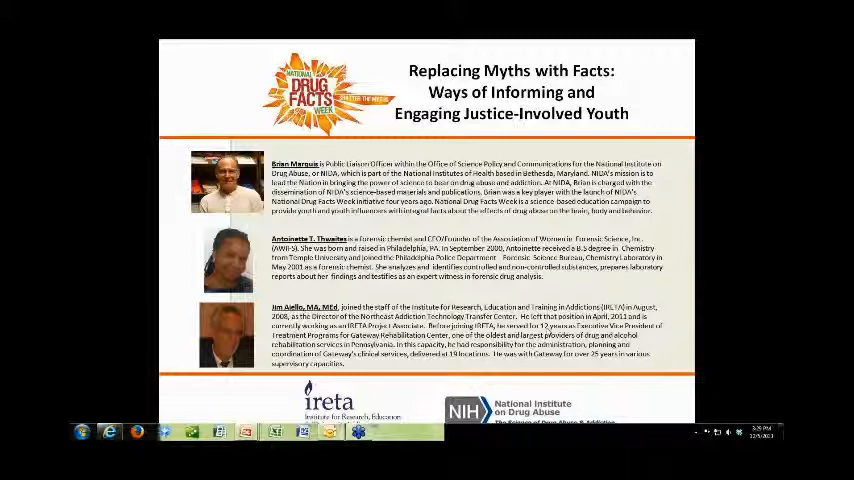 NATIONAL
DRUG
FACTS
WEEK
SHATTER THE MYTHS
Replacing Myths with Facts:
Ways of Informing and
Engaging Justice-Involved Youth
Brian Marquis is Public Liaison Officer within the Office of Science Policy and Communications for the National Institute on
Drug Abuse, or NIDA, which is part of the National Institutes of Health based in Bethesda, Maryland. NIDA's mission is to
lead the Nation in bringing the power of science to bear on drug abuse and addiction. At NIDA, Brian is charged with the
dissemination of NIDA's science-based materials and publications. Brian was a key player with the launch of NIDA's
National Drug Facts Week initiative four years ago. National Drug Facts Week is a science-based education campaign to
provide youth and youth influencers with integral facts about the effects of drug abuse on the brain, body and behavior.
Antoinette T. Thwaites is a forensic chemist and CEO/Founder of the Association of Women in Forensic Science, Inc.
(AWIFS). She was born and raised in Philadelphia, PA. In September 2000, Antoinette received a B.S degree in Chemistry
from Temple University and joined the Philadelphia Police Department - Forensic Science Bureau, Chemistry Laboratory in
May 2001 as a forensic chemist. She analyzes and identifies controlled and non-controlled substances, prepares laboratory
reports about her findings and testifies as an expert witness in forensic drug analysis.
Jim Aiello, MA, MEd, joined the staff of the Institute for Research, Education and Training in Addictions (IRETA) in August,
2008, as the Director of the Northeast Addiction Technology Transfer Center. He left that position in April, 2011 and is
currently working as an IRETA Project Associate. Before joining IRETA, he served for 12 years as Executive Vice President of
Treatment Programs for Gateway Rehabilitation Center, one of the oldest and largest providers of drug and alcohol
rehabilitation services in Pennsylvania. In this capacity, he had responsibility for the administration, planning and
coordination of Gateway's clinical services, delivered at 19 locations. He was with Gateway for over 25 years in various
supervisory capacities.
ireta
Institute for Research, Education
NIH
National Institute
on Drug Abuse
The Science of Drug Abuse & Addiction
3:29 PM
12/5/2013